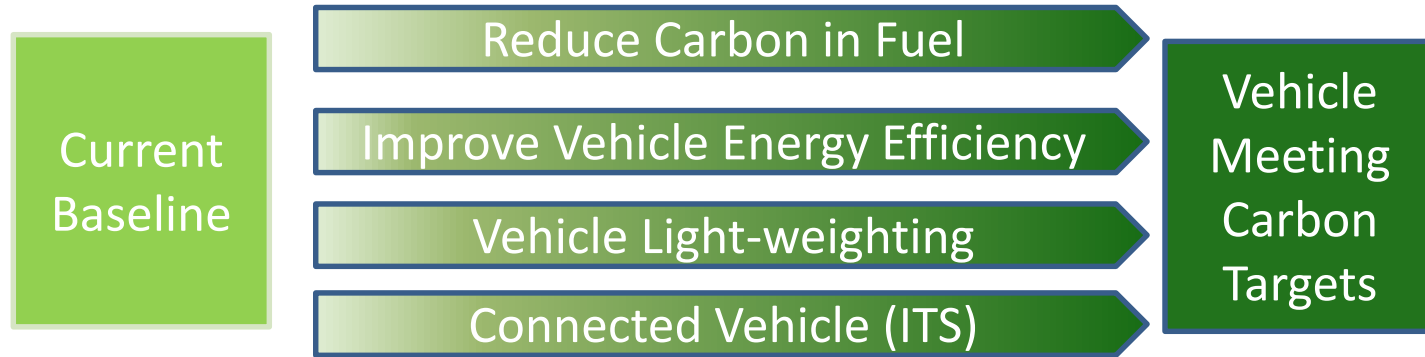 Current
Baseline
Reduce Carbon in Fuel
Improve Vehicle Energy Efficiency
Vehicle Light-weighting
Connected Vehicle (ITS)
Vehicle
Meeting
Carbon
Targets